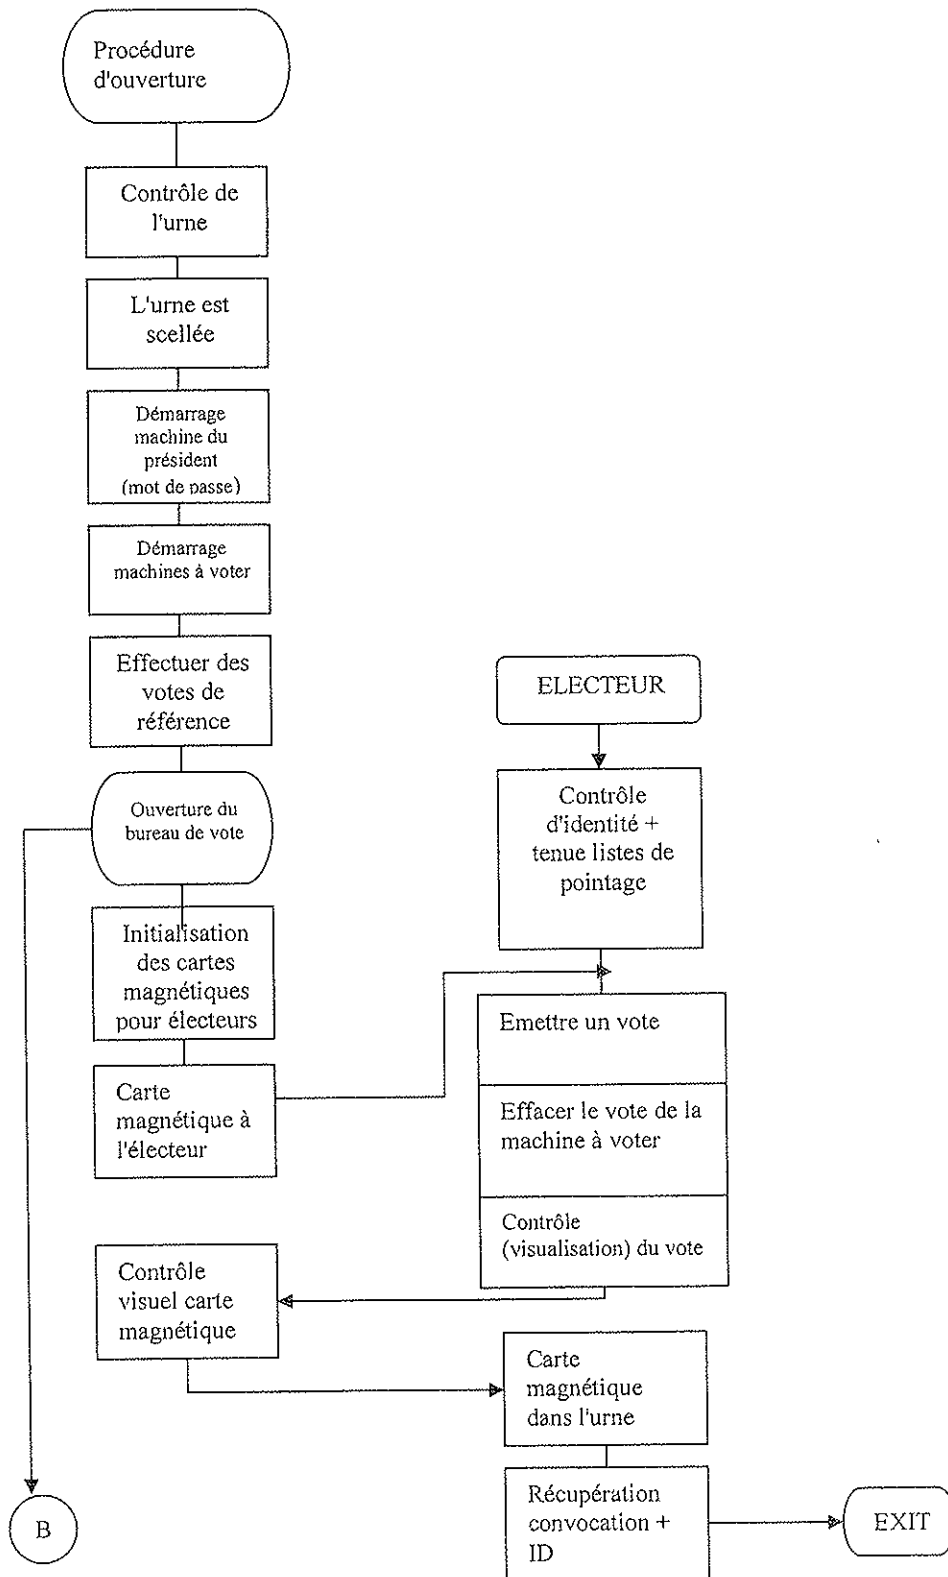 Procédure
d'ouverture
Contrôle de
l'urne
L'urne est
scellée
Démarrage
machine du
président
(mot de passe)
Démarrage
machines à voter
Effectuer des
votes de
référence
Ouverture du
bureau de vote
Initialisation
des cartes
magnétiques
pour électeurs
Carte
magnétique à
l'électeur
ELECTEUR
Contrôle
d'identité +
tenue listes de
pointage
Emettre un vote
Effacer le vote de la
machine à voter
Contrôle
(visualisation) du vote
Contrôle
visuel carte
magnétique
Carte
magnétique
dans l'urne
Récupération
convocation +
ID
EXIT
B